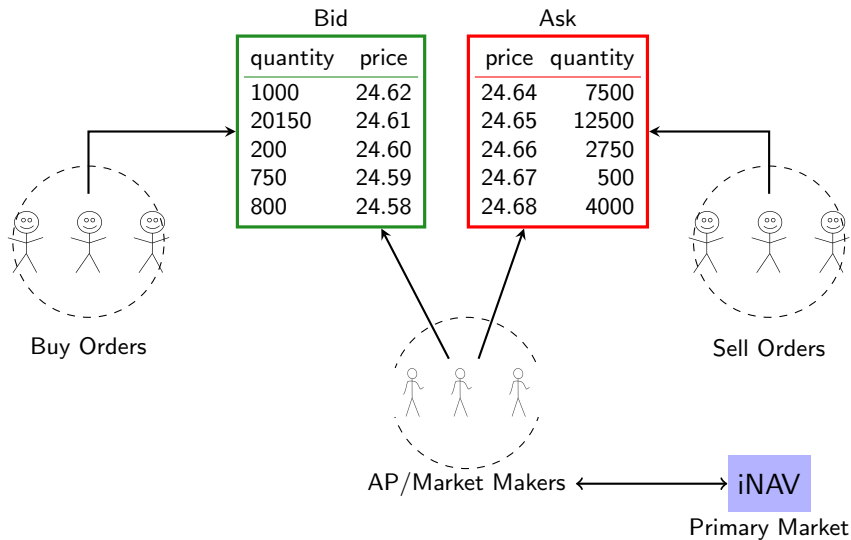 Bid
quantity price
1000 24.62
20150 24.61
200 24.60
750 24.59
800 24.58
Ask
price quantity
24.64 7500
24.65 12500
24.66 2750
24.67 500
24.68 4000
Buy Orders
Sell Orders
AP/Market Makers
iNAV
Primary Market